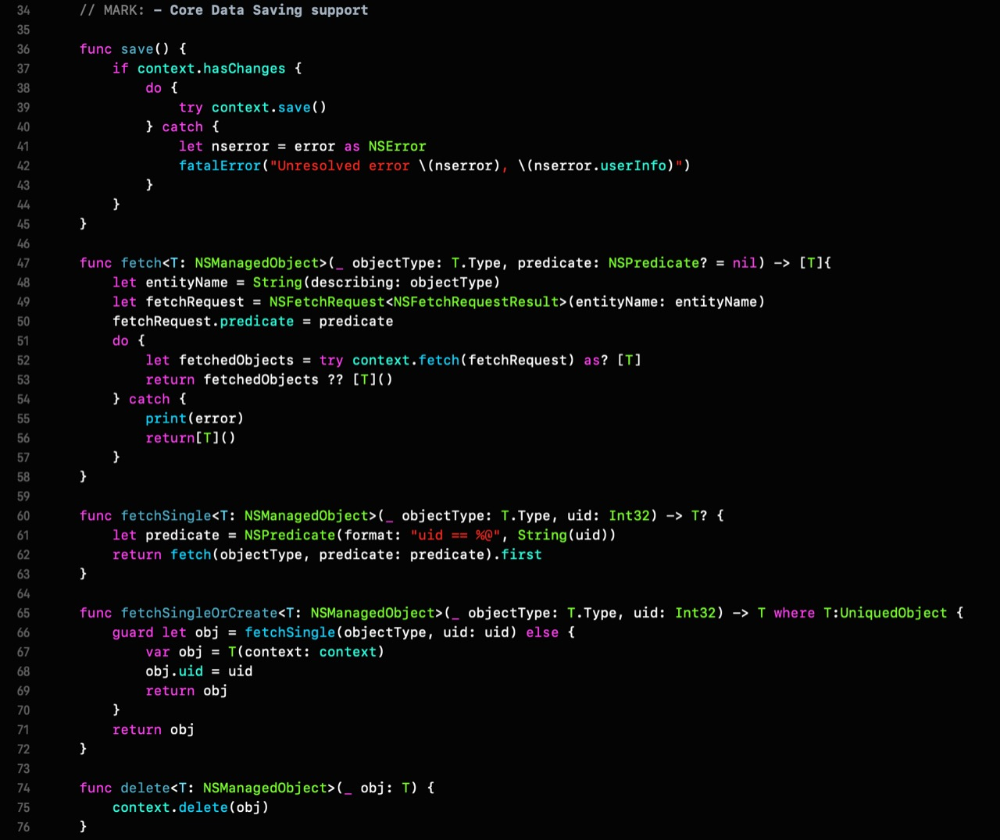 34 // MARK: - Core Data Saving support
35
36 func save() {
37 if context.hasChanges {
38 do {
39 try context.save()
40 } catch {
41 let nserror = error as NSError
42 fatalError("Unresolved error \(nserror), \(nserror.userInfo)")
43 }
44 }
45 }
46
47 func fetch<T: NSManagedObject>(_ objectType: T.Type, predicate: NSPredicate? = nil) -> [T]{
48 let entityName = String(describing: objectType)
49 let fetchRequest = NSFetchRequest<NSFetchRequestResult>(entityName: entityName)
50 fetchRequest.predicate = predicate
51 do {
52 let fetchedObjects = try context.fetch(fetchRequest) as? [T]
53 return fetchedObjects ?? [T]()
54 } catch {
55 print(error)
56 return[T]()
57 }
58 }
59
60 func fetchSingle<T: NSManagedObject>(_ objectType: T.Type, uid: Int32) -> T? {
61 let predicate = NSPredicate(format: "uid == %@", String(uid))
62 return fetch(objectType, predicate: predicate).first
63 }
64
65 func fetchSingleOrCreate<T: NSManagedObject>(_ objectType: T.Type, uid: Int32) -> T where T:UniquedObject {
66 guard let obj = fetchSingle(objectType, uid: uid) else {
67 var obj = T(context: context)
68 obj.uid = uid
69 return obj
70 }
71 return obj
72 }
73
74 func delete<T: NSManagedObject>(_ obj: T) {
75 context.delete(obj)
76 }